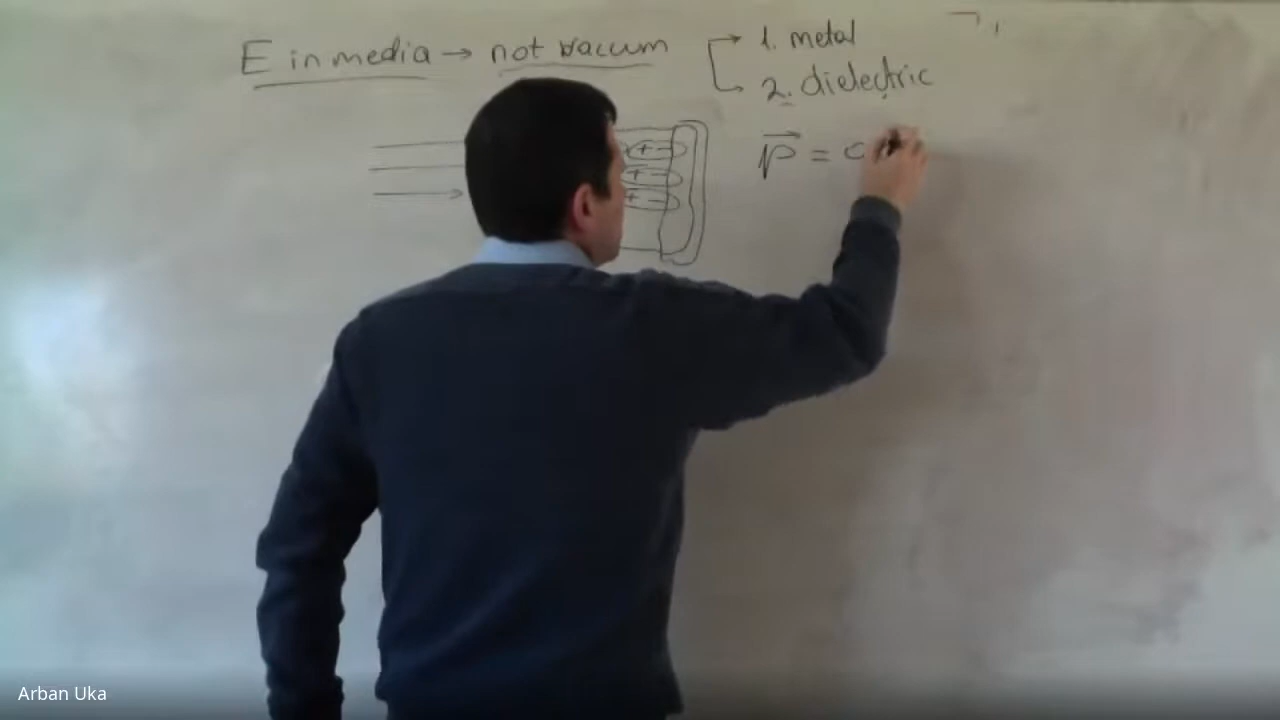 E in media → not vaccum
1. metal
2. dielectric
+ -
+ -
+ -
p⃗ =
Arban Uka